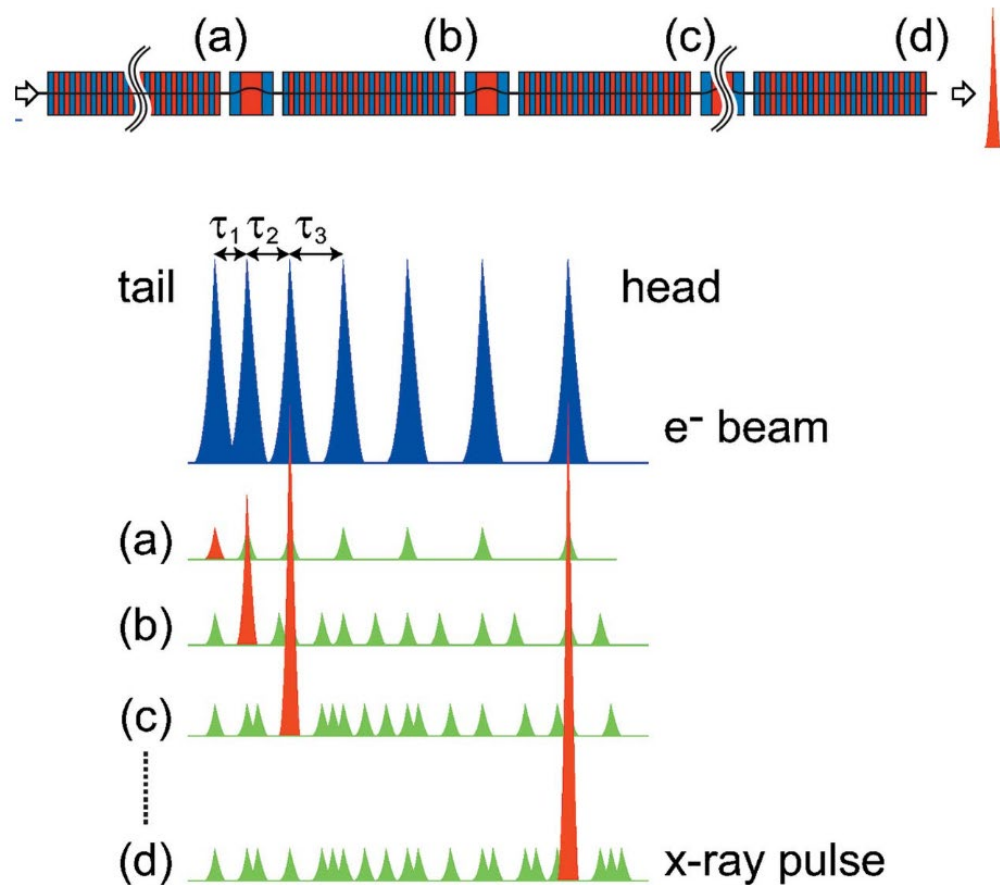 (a) (b) (c) (d)
τ₁ τ₂ τ₃
tail head
e⁻ beam
(a)
(b)
(c)
(d) x-ray pulse